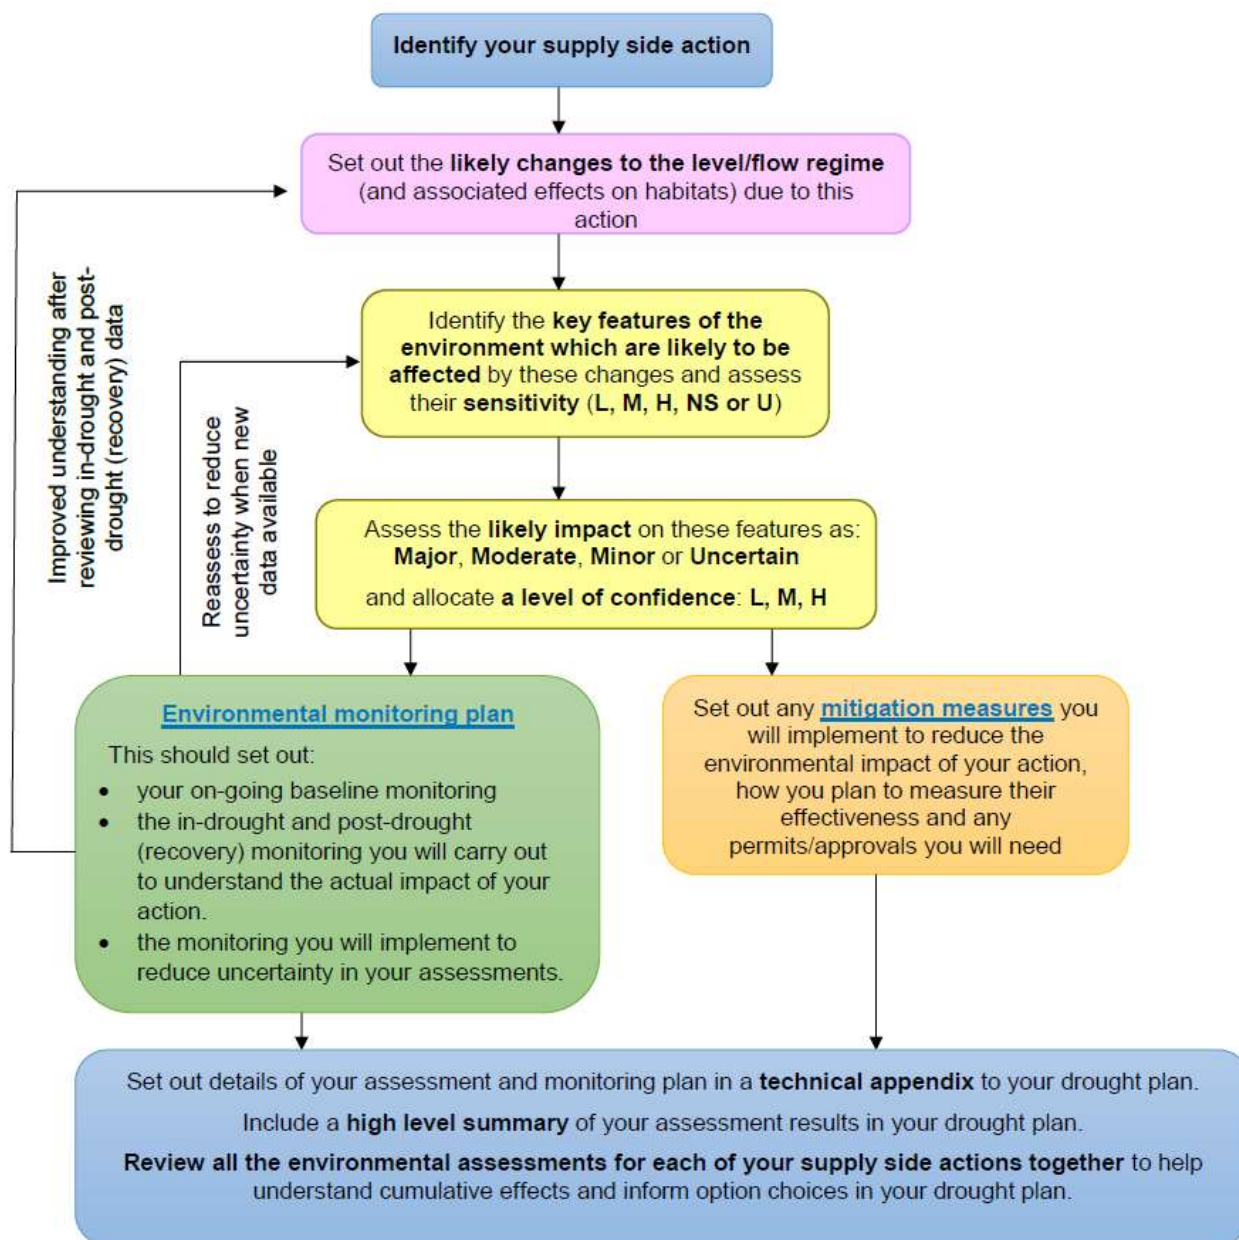 Identify your supply side action
Set out the likely changes to the level/flow regime
(and associated effects on habitats) due to this
action
Improved understanding after
reviewing in-drought and post-
drought (recovery) data
Reassess to reduce
uncertainty when new
data available
Identify the key features of the
environment which are likely to be
affected by these changes and assess
their sensitivity (L, M, H, NS or U)
Assess the likely impact on these features as:
Major, Moderate, Minor or Uncertain
and allocate a level of confidence: L, M, H
Environmental monitoring plan
This should set out:
• your on-going baseline monitoring
• the in-drought and post-drought
(recovery) monitoring you will carry out
to understand the actual impact of your
action.
• the monitoring you will implement to
reduce uncertainty in your assessments.
Set out any mitigation measures you
will implement to reduce the
environmental impact of your action,
how you plan to measure their
effectiveness and any
permits/approvals you will need
Set out details of your assessment and monitoring plan in a technical appendix to your drought plan.
Include a high level summary of your assessment results in your drought plan.
Review all the environmental assessments for each of your supply side actions together to help
understand cumulative effects and inform option choices in your drought plan.